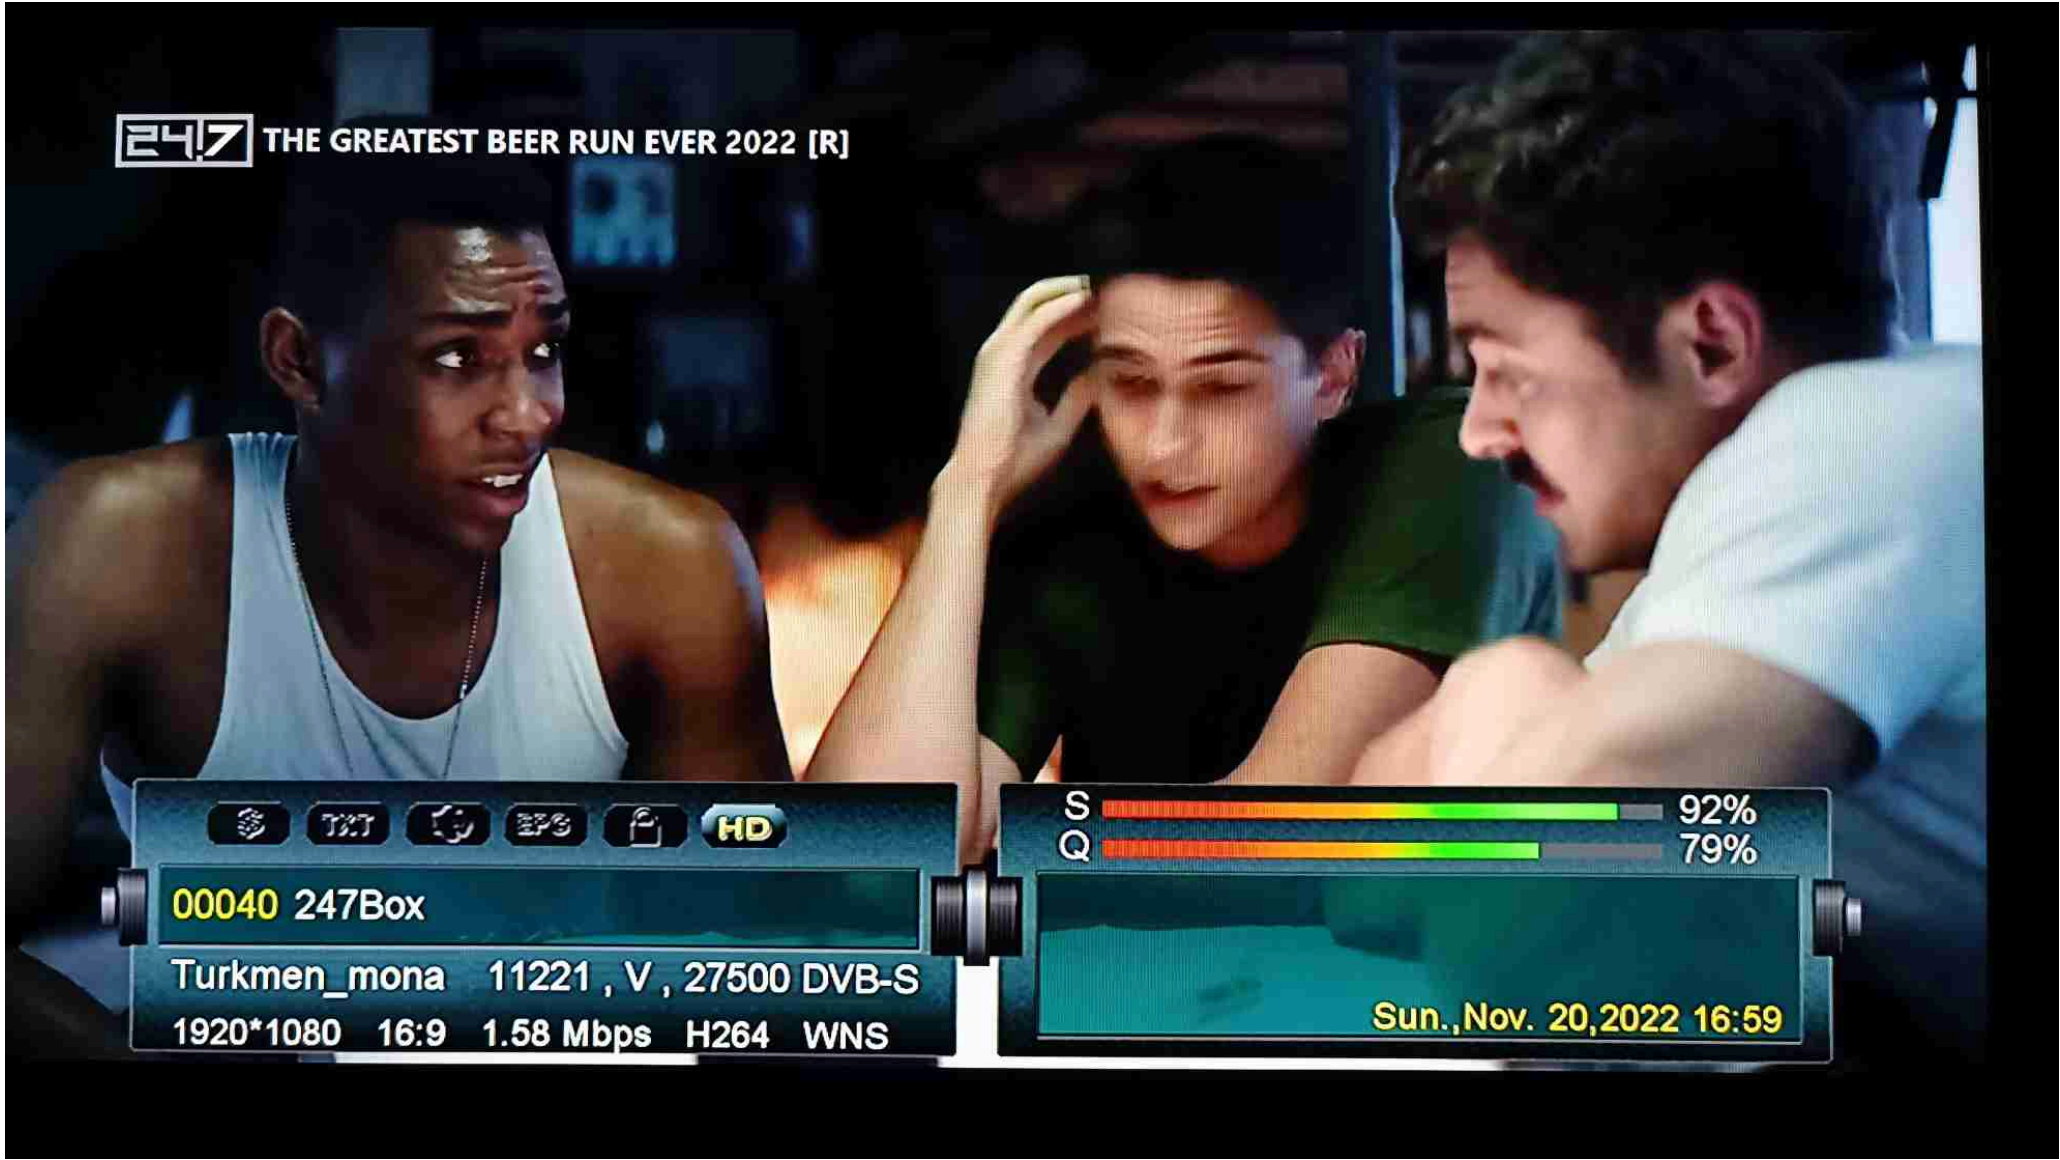 24!7 THE GREATEST BEER RUN EVER 2022 [R]
$ TXT EPG HD
S 92%
Q 79%
00040 247Box
Turkmen_mona 11221 , V , 27500 DVB-S
1920*1080 16:9 1.58 Mbps H264 WNS
Sun.,Nov. 20,2022 16:59